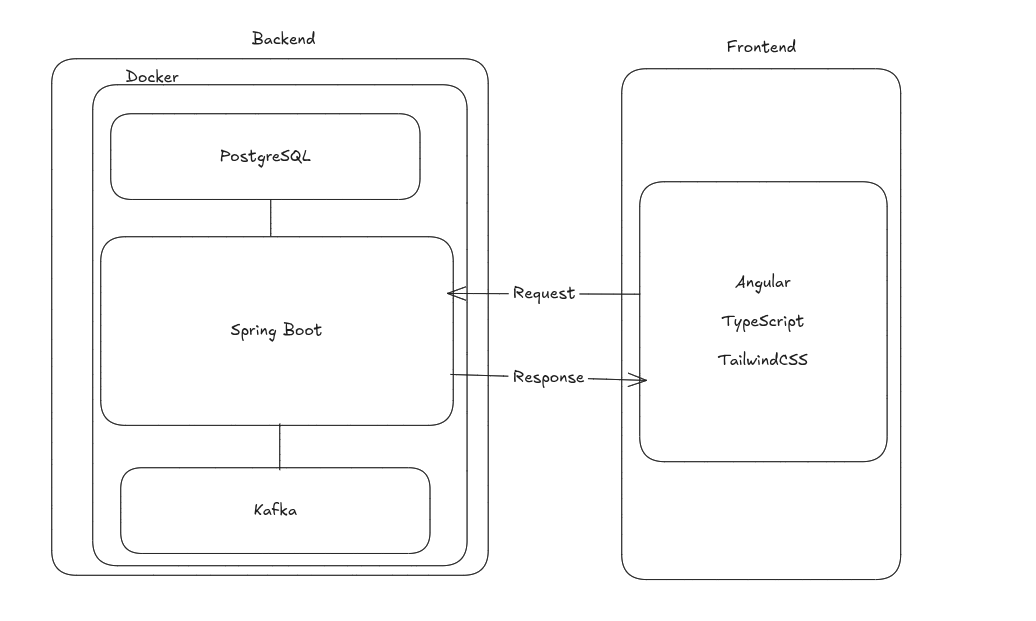 Backend
Docker
PostgreSQL
Spring Boot
Kafka
Request
Response
Frontend
Angular
TypeScript
TailwindCSS